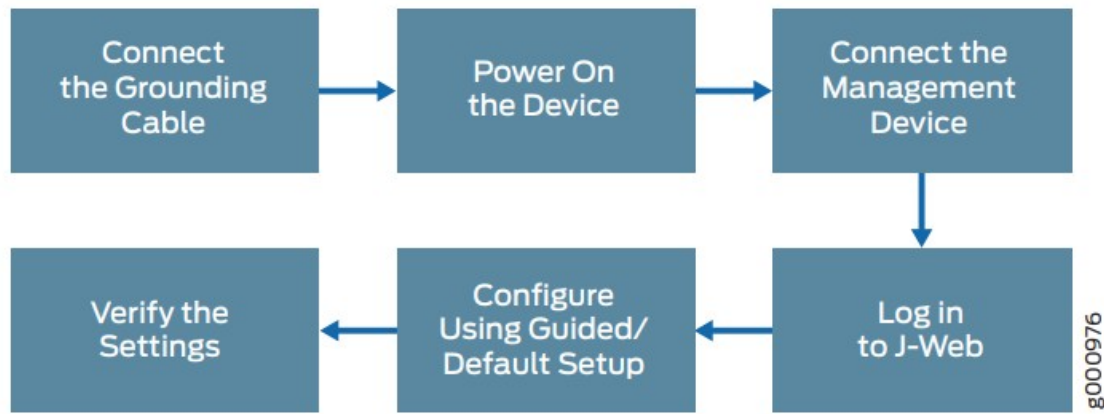 Connect
the Grounding
Cable
Power On
the Device
Connect the
Management
Device
Log in
to J-Web
Configure
Using Guided/
Default Setup
Verify the
Settings
g000976